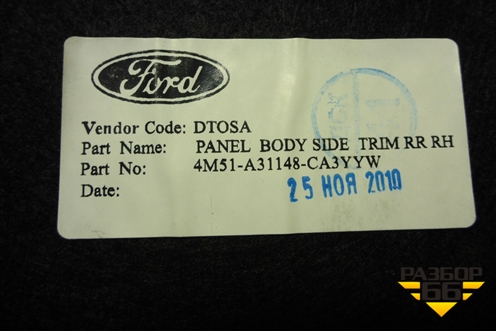 Ford
Vendor Code: DTOSA
Part Name: PANEL BODY SIDE TRIM RR RH
Part No: 4M51-A31148-CA3YYW
Date: 25 НОЯ 2010
РАЗБОР
66